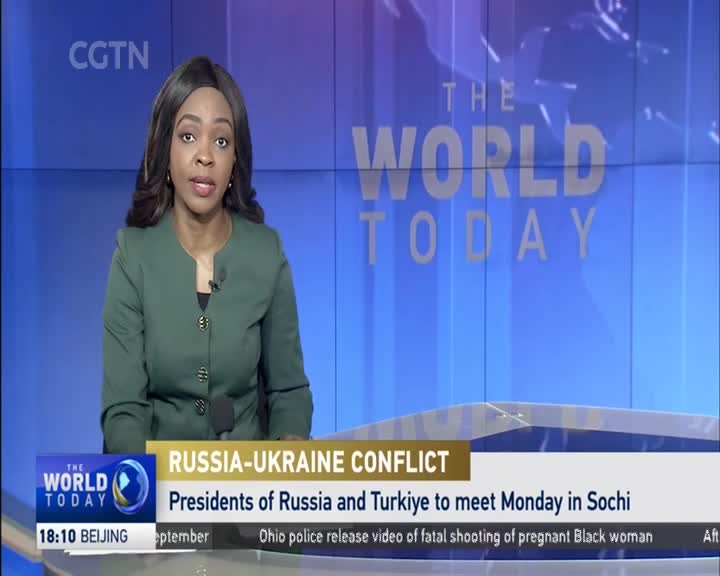 CGTN
THE
WORLD
TODAY
RUSSIA-UKRAINE CONFLICT
THE
WORLD
TODAY
Presidents of Russia and Turkiye to meet Monday in Sochi
18:10 BEIJING
eptember Ohio police release video of fatal shooting of pregnant Black woman Aft